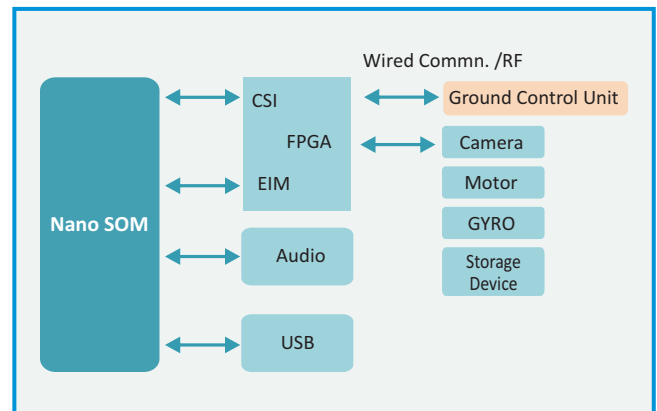 Wired Commn. /RF
CSI
Ground Control Unit
FPGA
Camera
EIM
Motor
Nano SOM
GYRO
Audio
Storage
Device
USB